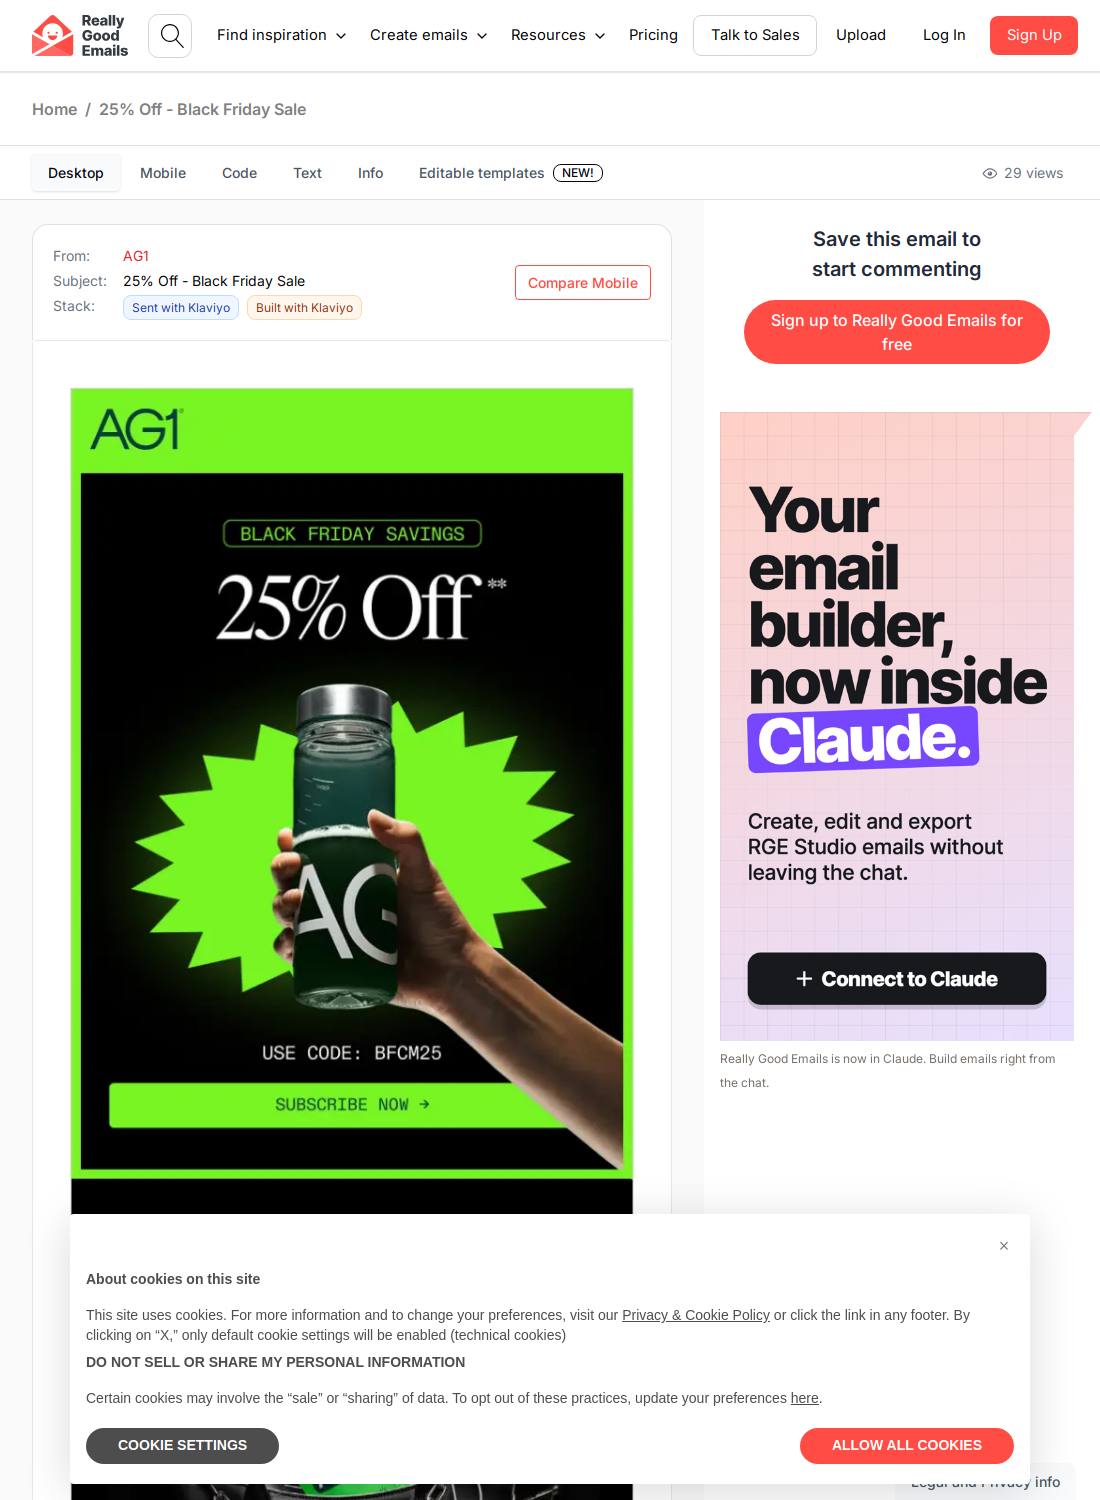 Really
Good
Emails
Find inspiration
Create emails
Resources
Pricing
Talk to Sales
Upload
Log In
Sign Up
Home / 25% Off - Black Friday Sale
Desktop
Mobile
Code
Text
Info
Editable templates
NEW!
29 views
From: AG1
Subject: 25% Off - Black Friday Sale
Stack: Sent with Klaviyo Built with Klaviyo
Compare Mobile
AG1®
BLACK FRIDAY SAVINGS
25% Off**
AG
USE CODE: BFCM25
SUBSCRIBE NOW →
Save this email to
start commenting
Sign up to Really Good Emails for
free
Your
email
builder,
now inside
Claude.
Create, edit and export
RGE Studio emails without
leaving the chat.
+ Connect to Claude
Really Good Emails is now in Claude. Build emails right from
the chat.
×
About cookies on this site
This site uses cookies. For more information and to change your preferences, visit our Privacy & Cookie Policy or click the link in any footer. By
clicking on “X,” only default cookie settings will be enabled (technical cookies)
DO NOT SELL OR SHARE MY PERSONAL INFORMATION
Certain cookies may involve the “sale” or “sharing” of data. To opt out of these practices, update your preferences here.
COOKIE SETTINGS
ALLOW ALL COOKIES
Legal and Privacy info